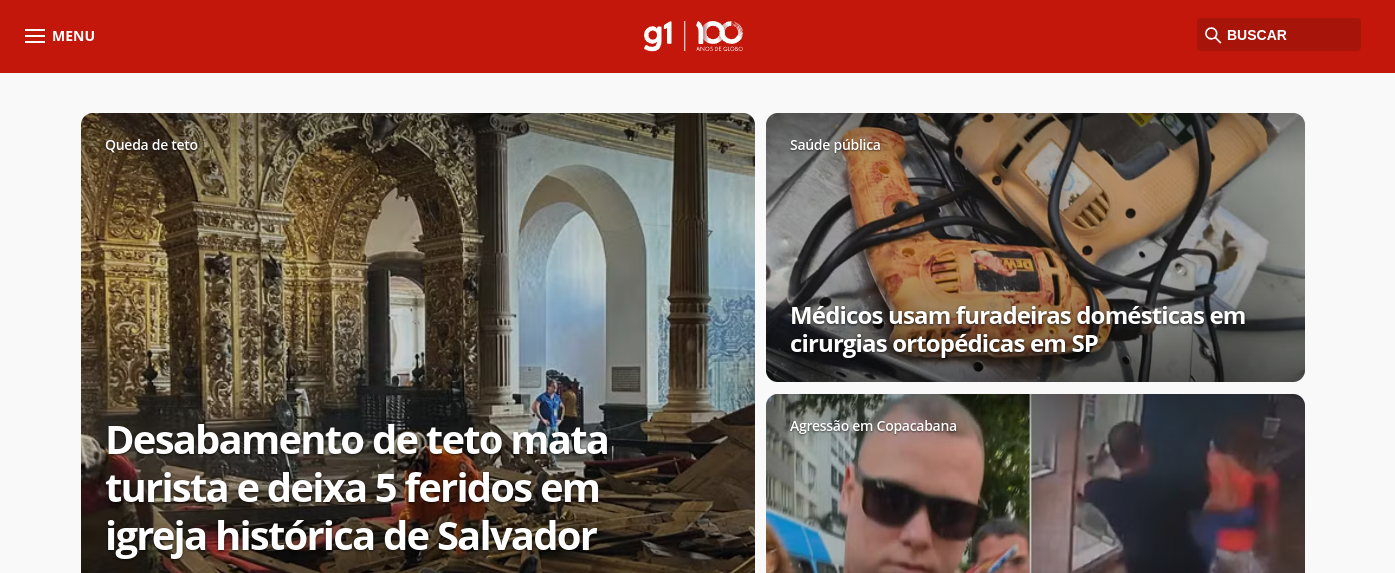 MENU
g1
100
ANOS DE GLOBO
BUSCAR
Queda de teto
Desabamento de teto mata
turista e deixa 5 feridos em
igreja histórica de Salvador
Saúde pública
Médicos usam furadeiras domésticas em
cirurgias ortopédicas em SP
Agressão em Copacabana